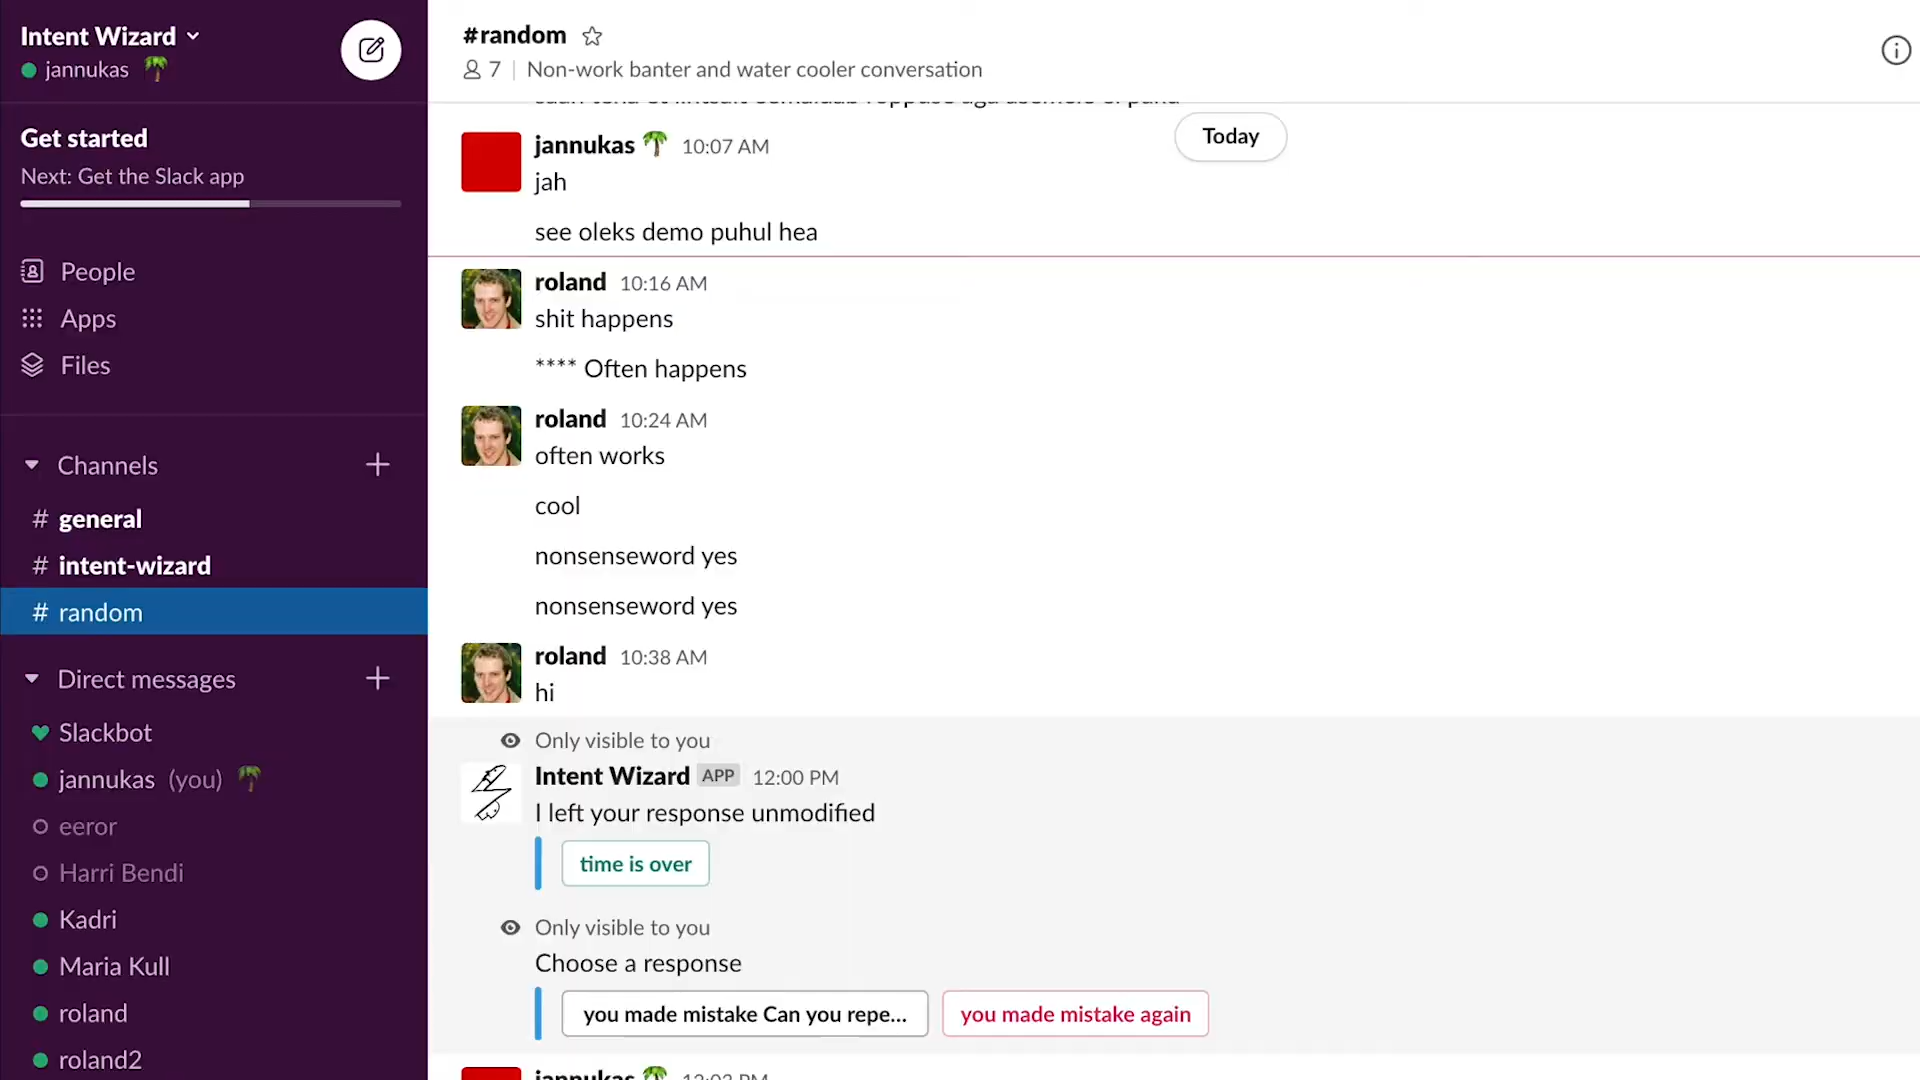 Intent Wizard
jannukas
Get started
Next: Get the Slack app
People
Apps
Files
Channels
# general
# intent-wizard
# random
Direct messages
Slackbot
jannukas (you)
eeror
Harri Bendi
Kadri
Maria Kull
roland
roland2
#random
7 | Non-work banter and water cooler conversation
Today
jannukas 10:07 AM
jah
see oleks demo puhul hea
roland 10:16 AM
shit happens
**** Often happens
roland 10:24 AM
often works
cool
nonsenseword yes
nonsenseword yes
roland 10:38 AM
hi
Only visible to you
Intent Wizard APP 12:00 PM
I left your response unmodified
time is over
Only visible to you
Choose a response
you made mistake Can you repe...
you made mistake again
jannukas 12:03 PM